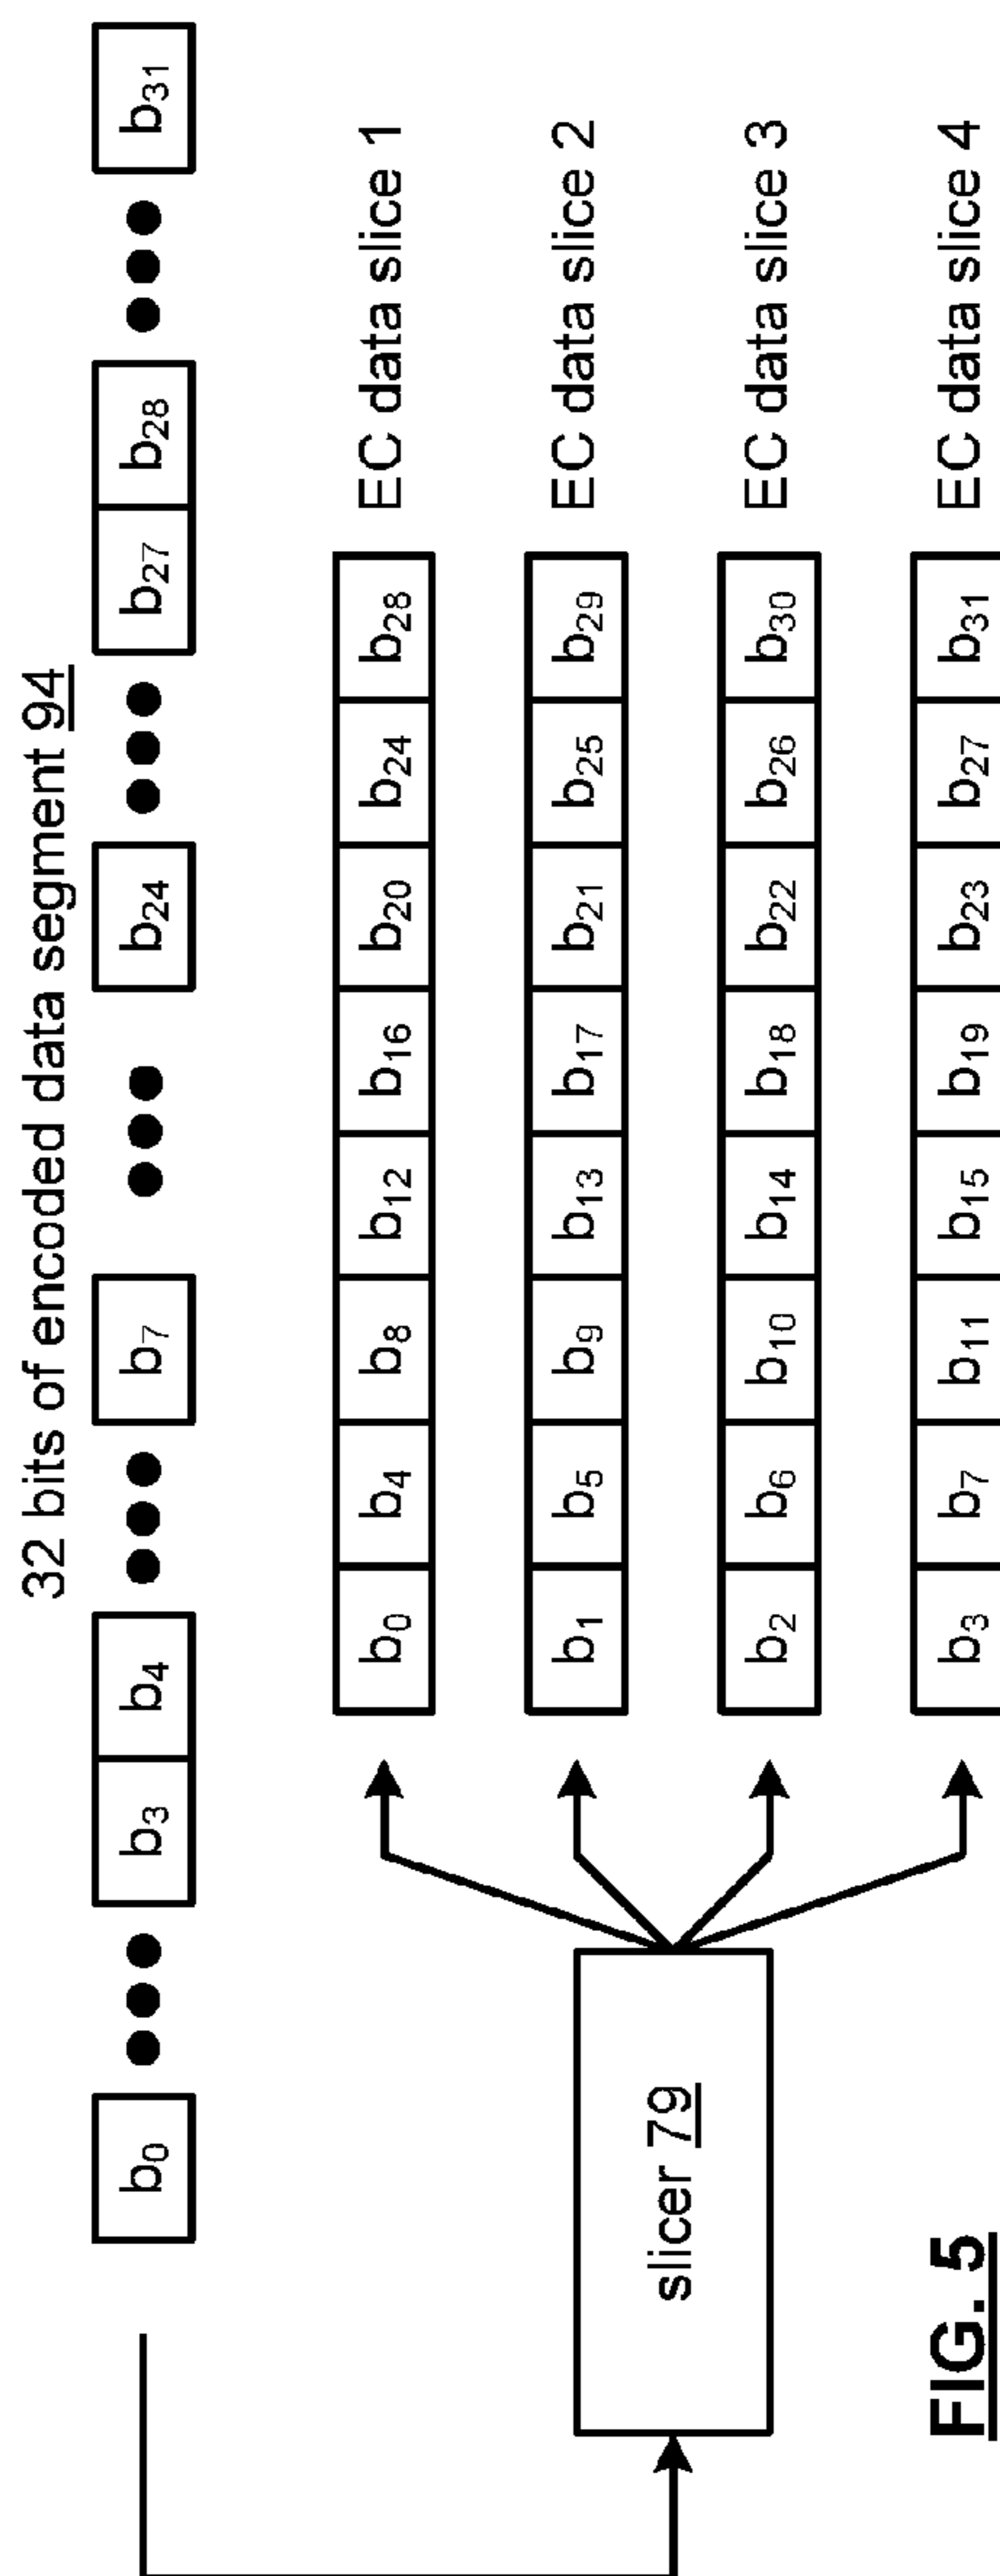 32 bits of encoded data segment 94
b0 ●●● b3 b4 ●●● b7 ●●● b24 ●●● b27 b28 ●●● b31
b0 b4 b8 b12 b16 b20 b24 b28 EC data slice 1
b1 b5 b9 b13 b17 b21 b25 b29 EC data slice 2
slicer 79
b2 b6 b10 b14 b18 b22 b26 b30 EC data slice 3
b3 b7 b11 b15 b19 b23 b27 b31 EC data slice 4
FIG. 5